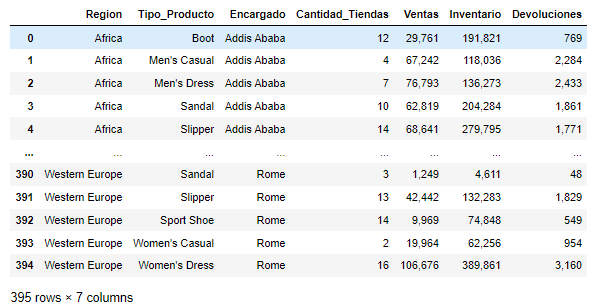 Region Tipo_Producto Encargado Cantidad_Tiendas Ventas Inventario Devoluciones
0 Africa Boot Addis Ababa 12 29,761 191,821 769
1 Africa Men's Casual Addis Ababa 4 67,242 118,036 2,284
2 Africa Men's Dress Addis Ababa 7 76,793 136,273 2,433
3 Africa Sandal Addis Ababa 10 62,819 204,284 1,861
4 Africa Slipper Addis Ababa 14 68,641 279,795 1,771
... ... ... ... ... ... ... ...
390 Western Europe Sandal Rome 3 1,249 4,611 48
391 Western Europe Slipper Rome 13 42,442 132,283 1,829
392 Western Europe Sport Shoe Rome 14 9,969 74,848 549
393 Western Europe Women's Casual Rome 2 19,964 62,256 954
394 Western Europe Women's Dress Rome 16 106,676 389,861 3,160
395 rows × 7 columns